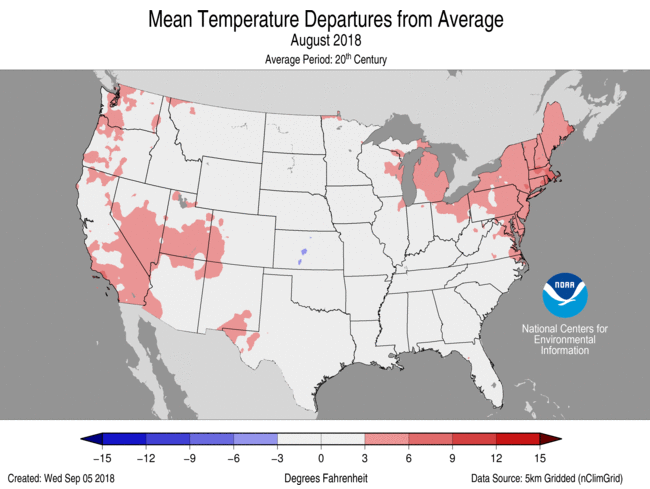 Mean Temperature Departures from Average
August 2018
Average Period: 20th Century
NOAA
National Centers for
Environmental
Information
−15 −12 −9 −6 −3 0 3 6 9 12 15
Created: Wed Sep 05 2018
Degrees Fahrenheit
Data Source: 5km Gridded (nClimGrid)